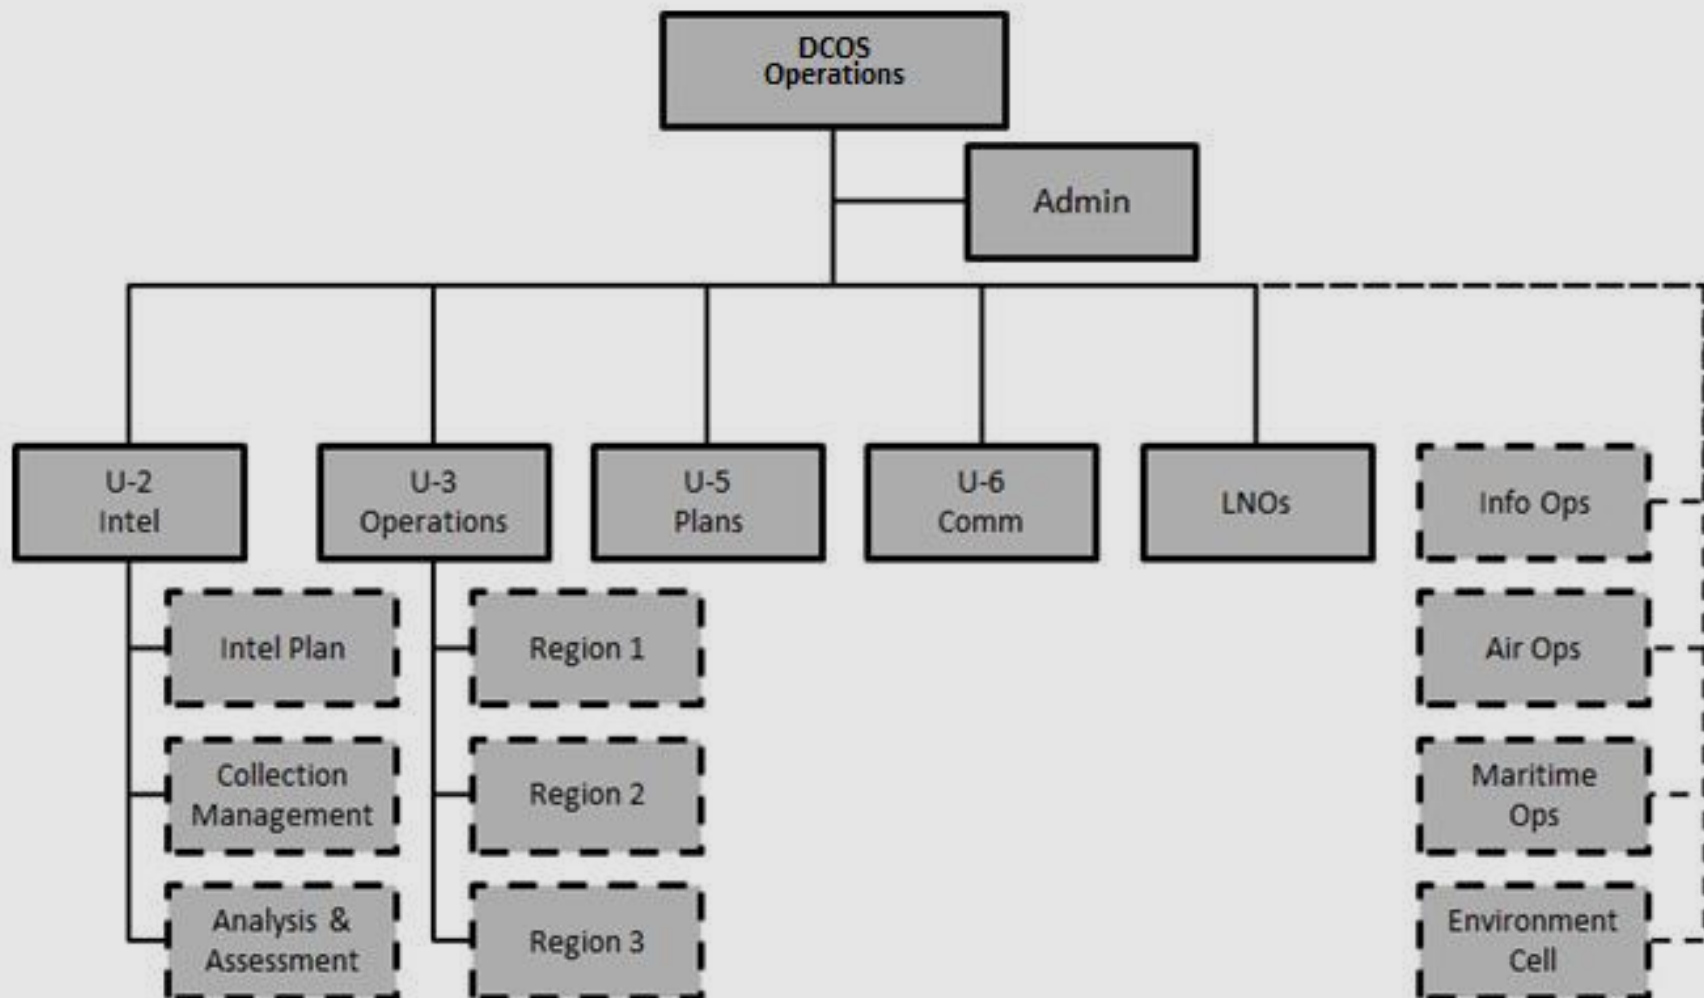 DCOS
Operations
Admin
U-2
Intel
U-3
Operations
U-5
Plans
U-6
Comm
LNOs
Info Ops
Intel Plan
Region 1
Air Ops
Collection
Management
Region 2
Maritime
Ops
Analysis &
Assessment
Region 3
Environment
Cell